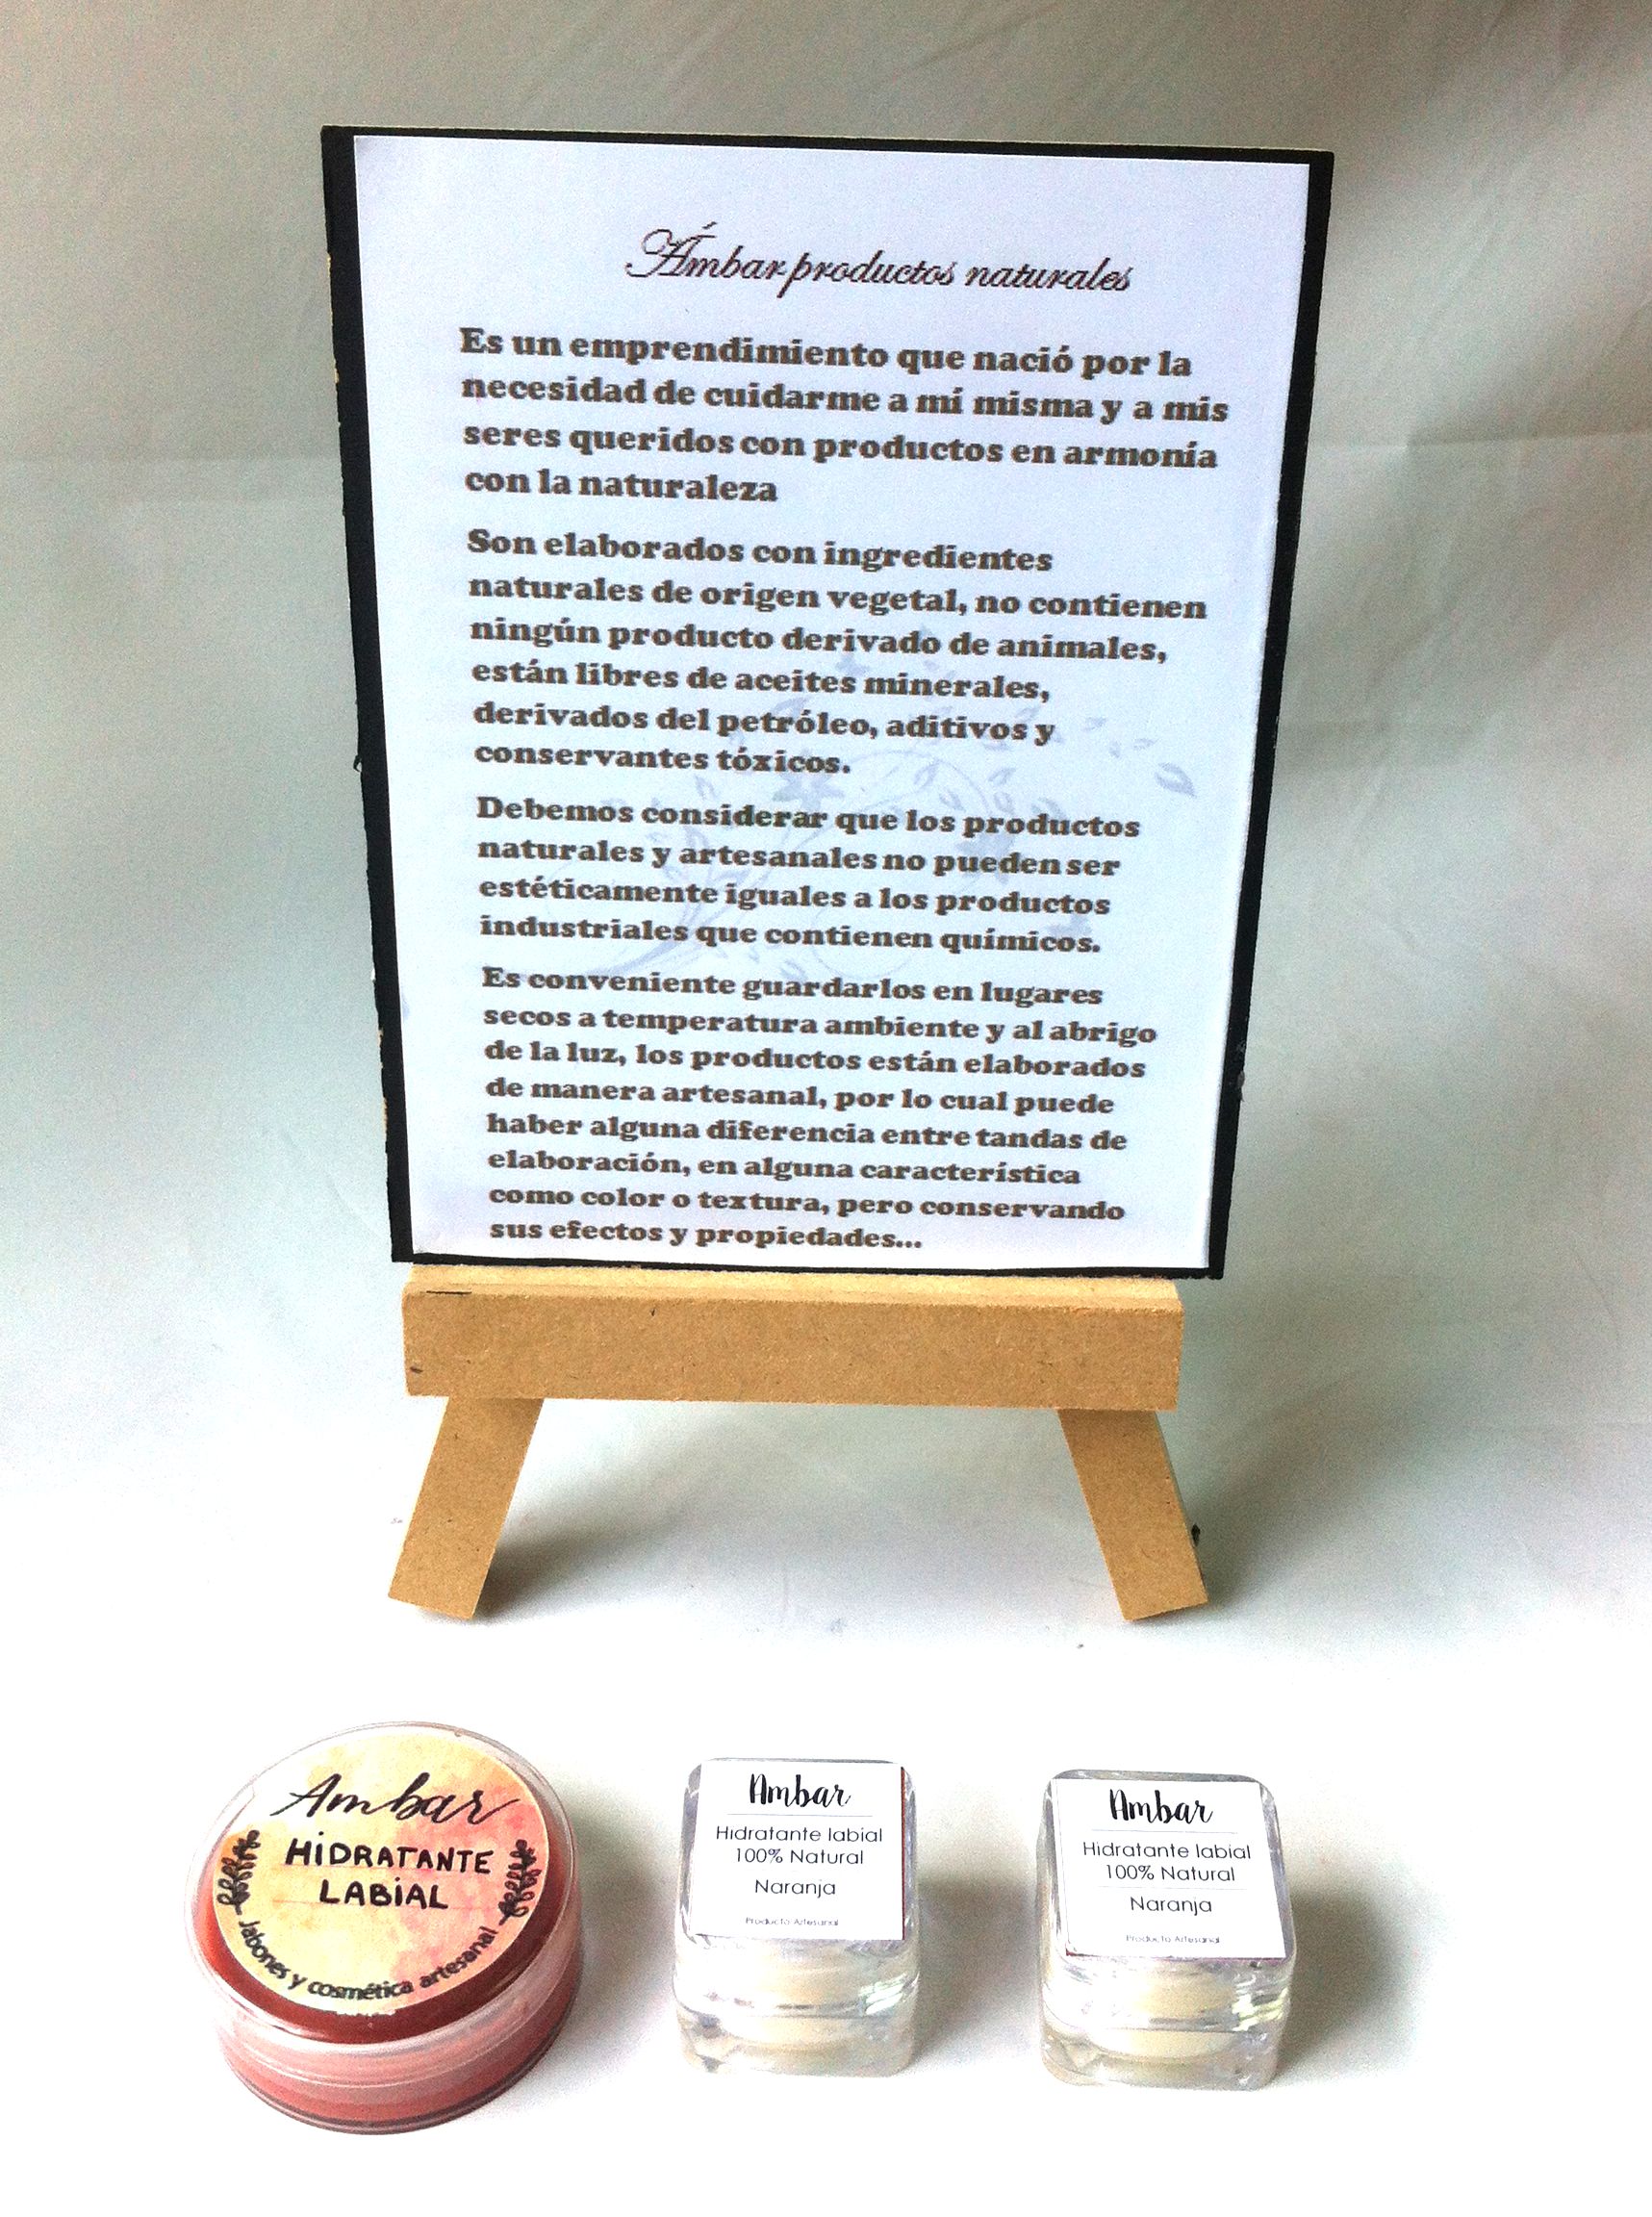 Ámbar productos naturales
Es un emprendimiento que nació por la
necesidad de cuidarme a mí misma y a mis
seres queridos con productos en armonía
con la naturaleza
Son elaborados con ingredientes
naturales de origen vegetal, no contienen
ningún producto derivado de animales,
están libres de aceites minerales,
derivados del petróleo, aditivos y
conservantes tóxicos.
Debemos considerar que los productos
naturales y artesanales no pueden ser
estéticamente iguales a los productos
industriales que contienen químicos.
Es conveniente guardarlos en lugares
secos a temperatura ambiente y al abrigo
de la luz, los productos están elaborados
de manera artesanal, por lo cual puede
haber alguna diferencia entre tandas de
elaboración, en alguna característica
como color o textura, pero conservando
sus efectos y propiedades...
Ambar
HiDRATANTE
LABiAL
Jabones y cosmética artesanal
Ambar
Hidratante labial
100% Natural
Naranja
Producto Artesanal
Ambar
Hidratante labial
100% Natural
Naranja
Producto Artesanal